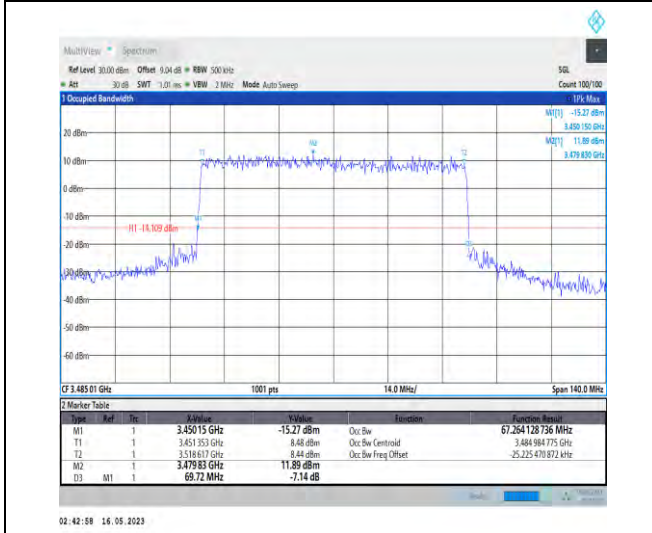 MultiView Spectrum
Ref Level 30.00 dBm Offset 9.04 dB RBW 500 kHz SGL
Att 30 dB SWT 1.01 ms VBW 2 MHz Mode Auto Sweep Count 100/100
1 Occupied Bandwidth 1Pk Max
M1[1] -15.27 dBm
3.450 150 GHz
M2[1] 11.89 dBm
3.479 830 GHz
20 dBm
T1 M2 T2
10 dBm
0 dBm
-10 dBm
M1
H1 -14.109 dBm
-20 dBm
D3
-30 dBm
-40 dBm
-50 dBm
-60 dBm
CF 3.485 01 GHz 1001 pts 14.0 MHz/ Span 140.0 MHz
2 Marker Table
Type Ref Trc X-Value Y-Value Function Function Result
M1 1 3.450 15 GHz -15.27 dBm Occ Bw 67.264 128 736 MHz
T1 1 3.451 353 GHz 8.48 dBm Occ Bw Centroid 3.484 984 775 GHz
T2 1 3.518 617 GHz 8.44 dBm Occ Bw Freq Offset -25.225 470 872 kHz
M2 1 3.479 83 GHz 11.89 dBm
D3 M1 1 69.72 MHz -7.14 dB
02:42:58 16.05.2023